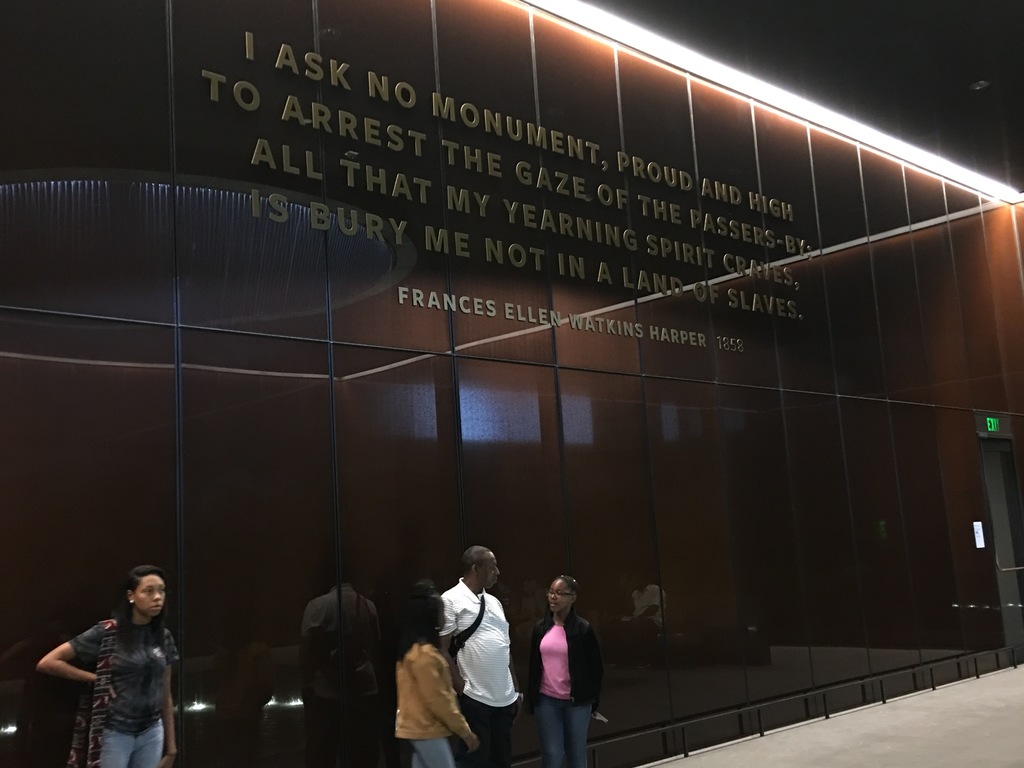 I ASK NO MONUMENT, PROUD AND HIGH
TO ARREST THE GAZE OF THE PASSERS-BY;
ALL THAT MY YEARNING SPIRIT CRAVES,
IS BURY ME NOT IN A LAND OF SLAVES.
FRANCES ELLEN WATKINS HARPER 1858
EXIT